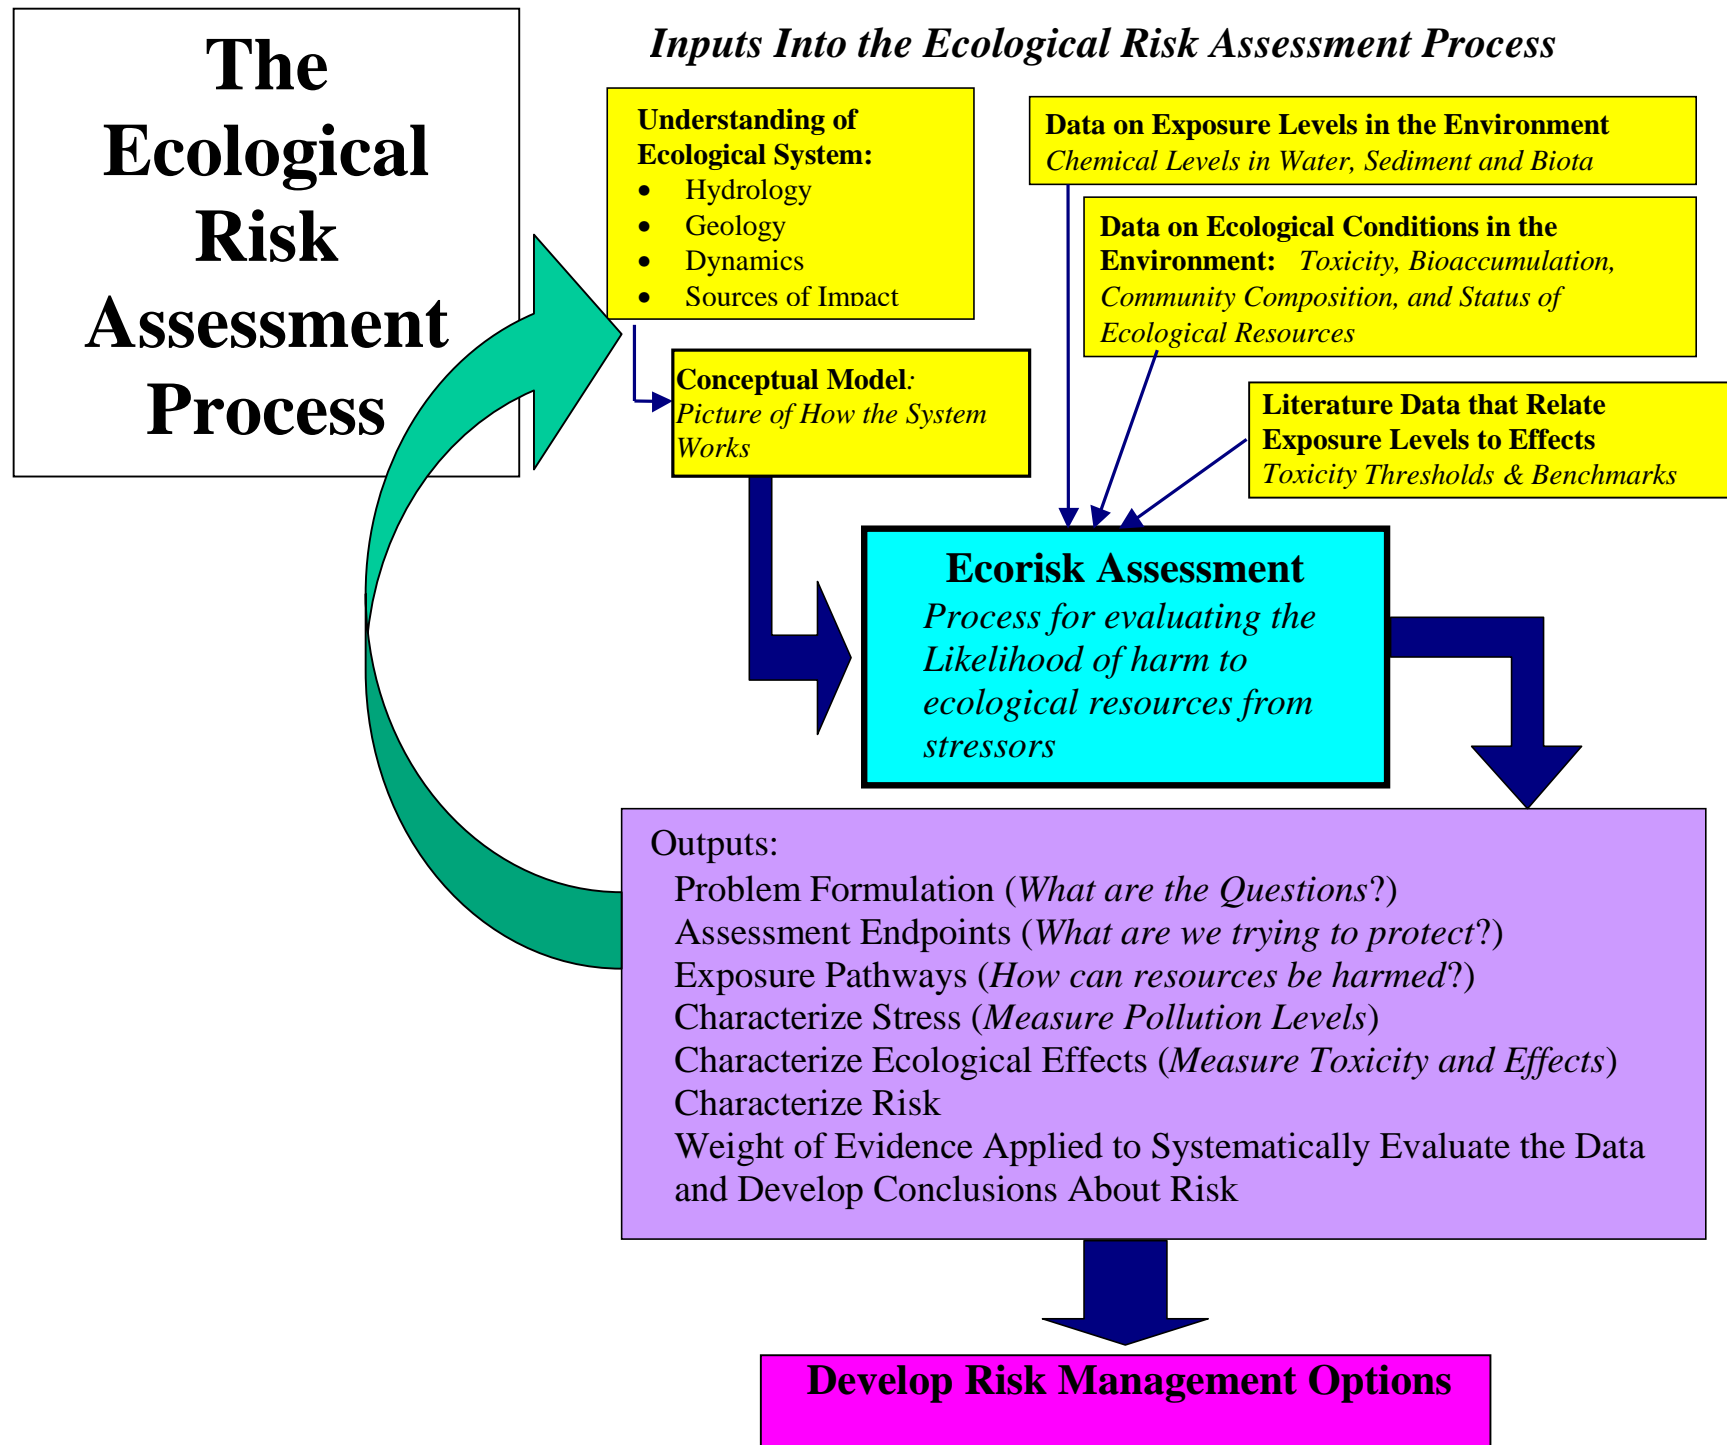 The
Ecological
Risk
Assessment
Process
Inputs Into the Ecological Risk Assessment Process
Understanding of
Ecological System:
• Hydrology
• Geology
• Dynamics
• Sources of Impact
Data on Exposure Levels in the Environment
Chemical Levels in Water, Sediment and Biota
Data on Ecological Conditions in the
Environment: Toxicity, Bioaccumulation,
Community Composition, and Status of
Ecological Resources
Conceptual Model:
Picture of How the System
Works
Literature Data that Relate
Exposure Levels to Effects
Toxicity Thresholds & Benchmarks
Ecorisk Assessment
Process for evaluating the
Likelihood of harm to
ecological resources from
stressors
Outputs:
Problem Formulation (What are the Questions?)
Assessment Endpoints (What are we trying to protect?)
Exposure Pathways (How can resources be harmed?)
Characterize Stress (Measure Pollution Levels)
Characterize Ecological Effects (Measure Toxicity and Effects)
Characterize Risk
Weight of Evidence Applied to Systematically Evaluate the Data
and Develop Conclusions About Risk
Develop Risk Management Options